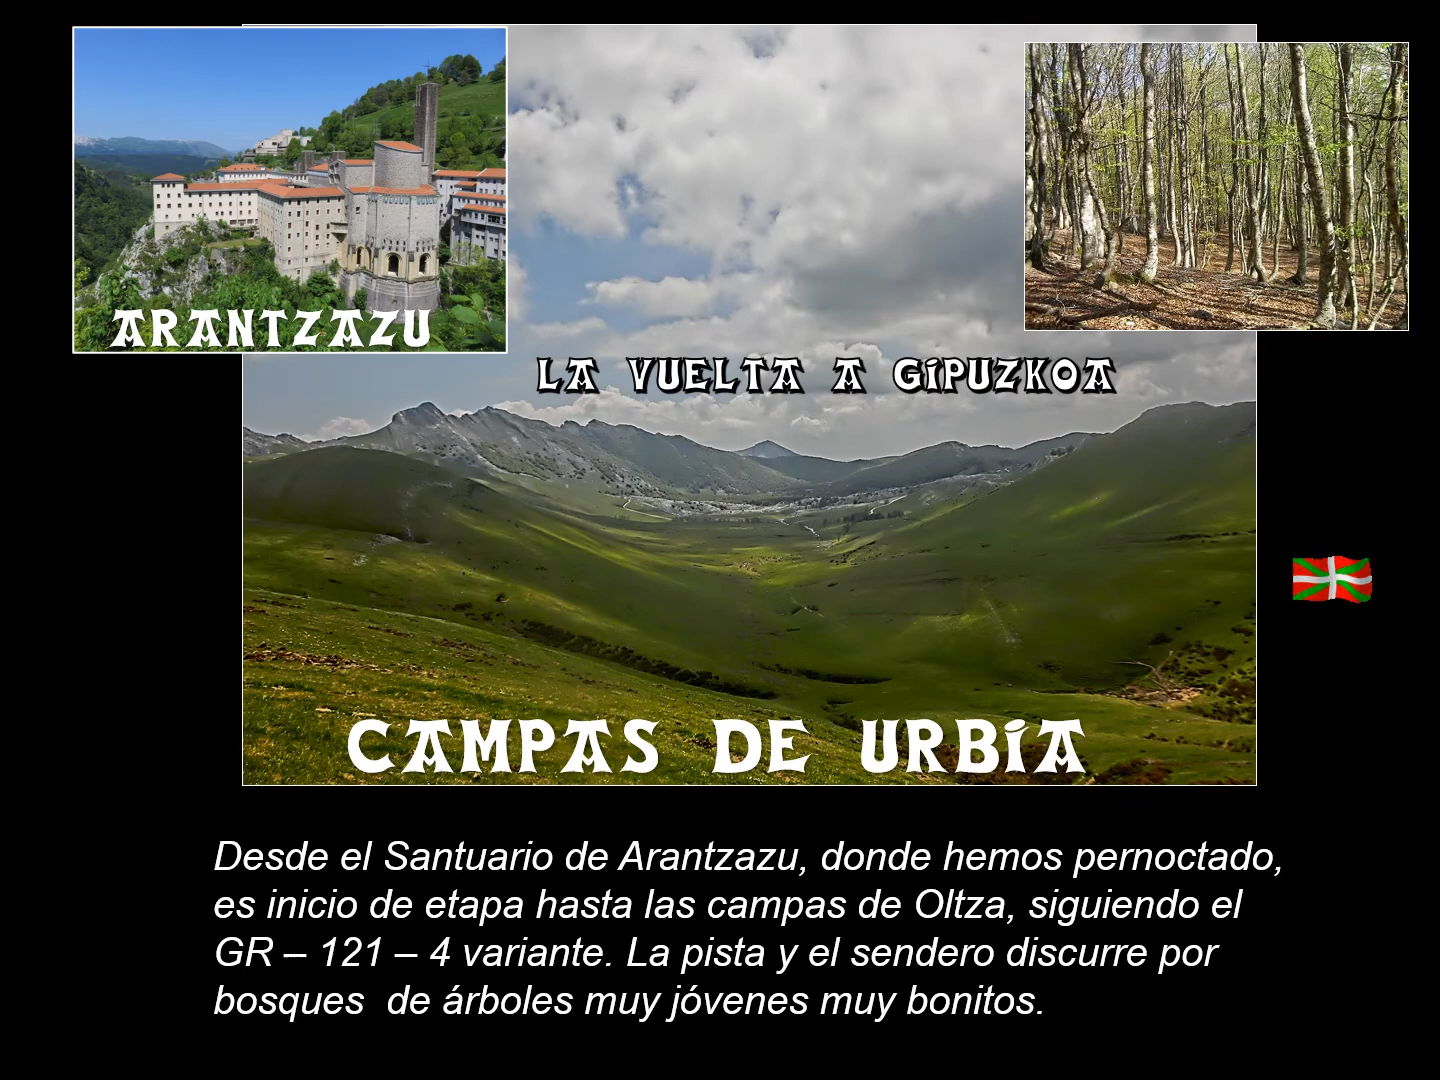 ARANTZAZU
LA VUELTA A GIPUZKOA
CAMPAS DE URBIA
Desde el Santuario de Arantzazu, donde hemos pernoctado,
es inicio de etapa hasta las campas de Oltza, siguiendo el
GR – 121 – 4 variante. La pista y el sendero discurre por
bosques  de árboles muy jóvenes muy bonitos.